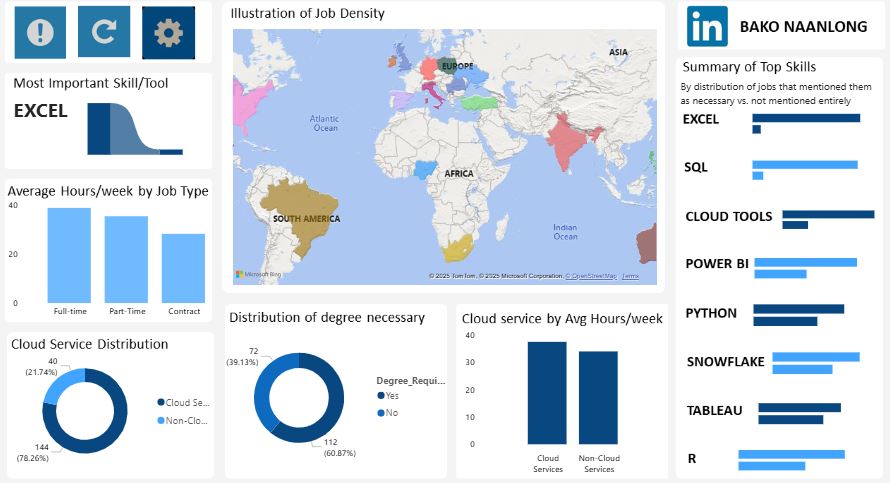 Illustration of Job Density
in
BAKO NAANLONG
Most Important Skill/Tool
EXCEL
ASIA
EUROPE
Atlantic
Ocean
AFRICA
SOUTH AMERICA
Indian
Ocean
Microsoft Bing
© 2025 TomTom, © 2025 Microsoft Corporation, © OpenStreetMap Terms
Summary of Top Skills
By distribution of jobs that mentioned them
as necessary vs. not mentioned entirely
EXCEL
SQL
CLOUD TOOLS
POWER BI
PYTHON
SNOWFLAKE
TABLEAU
R
Average Hours/week by Job Type
40
20
0
Full-time
Part-Time
Contract
Cloud Service Distribution
40
(21.74%)
144
(78.26%)
Cloud Se...
Non-Clo...
Distribution of degree necessary
72
(39.13%)
112
(60.87%)
Degree_Requi...
Yes
No
Cloud service by Avg Hours/week
40
30
20
10
0
Cloud
Services
Non-Cloud
Services